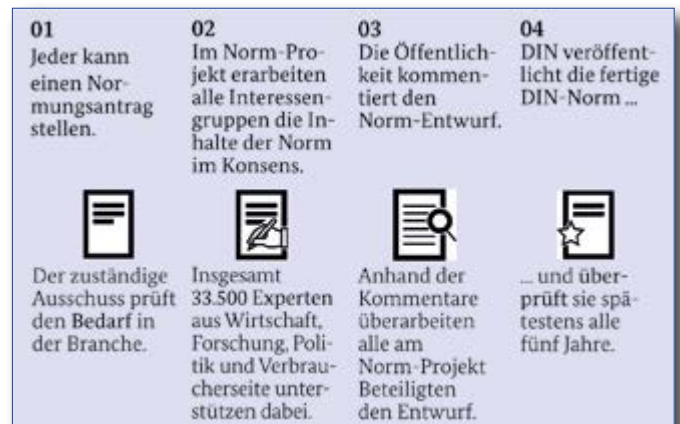 01
Jeder kann
einen Nor-
mungsantrag
stellen.
Der zuständige
Ausschuss prüft
den Bedarf in
der Branche.
02
Im Norm-Pro-
jekt erarbeiten
alle Interessen-
gruppen die In-
halte der Norm
im Konsens.
Insgesamt
33.500 Experten
aus Wirtschaft,
Forschung, Poli-
tik und Verbrau-
cherseite unter-
stützen dabei.
03
Die Öffentlich-
keit kommen-
tiert den
Norm-Entwurf.
Anhand der
Kommentare
überarbeiten
alle am
Norm-Projekt
Beteiligten
den Entwurf.
04
DIN veröffent-
licht die fertige
DIN-Norm ...
... und über-
prüft sie spä-
testens alle
fünf Jahre.